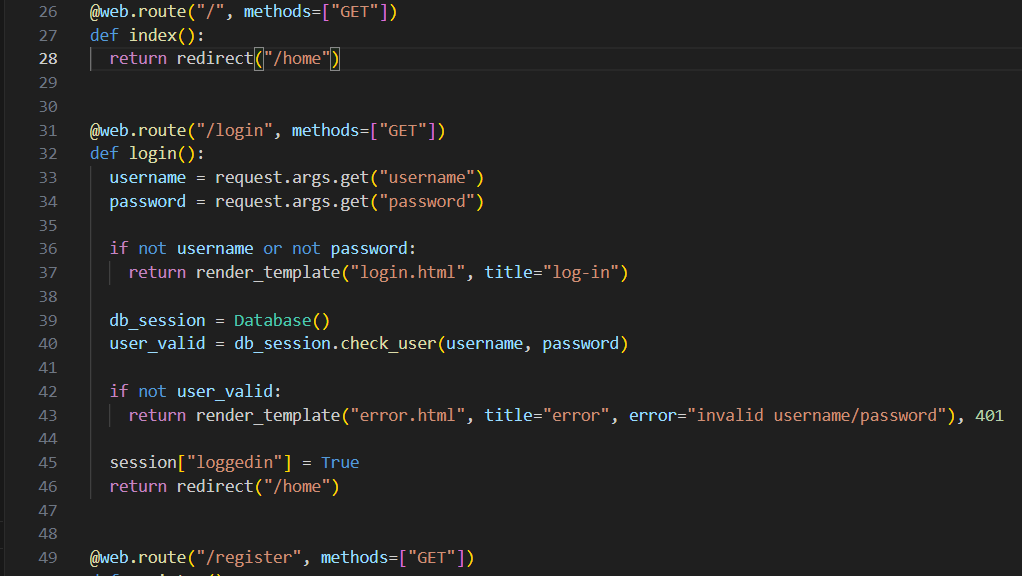 26 @web.route("/", methods=["GET"])
27 def index():
28   return redirect("/home")
29
30
31 @web.route("/login", methods=["GET"])
32 def login():
33   username = request.args.get("username")
34   password = request.args.get("password")
35
36   if not username or not password:
37     return render_template("login.html", title="log-in")
38
39   db_session = Database()
40   user_valid = db_session.check_user(username, password)
41
42   if not user_valid:
43     return render_template("error.html", title="error", error="invalid username/password"), 401
44
45   session["loggedin"] = True
46   return redirect("/home")
47
48
49 @web.route("/register", methods=["GET"])